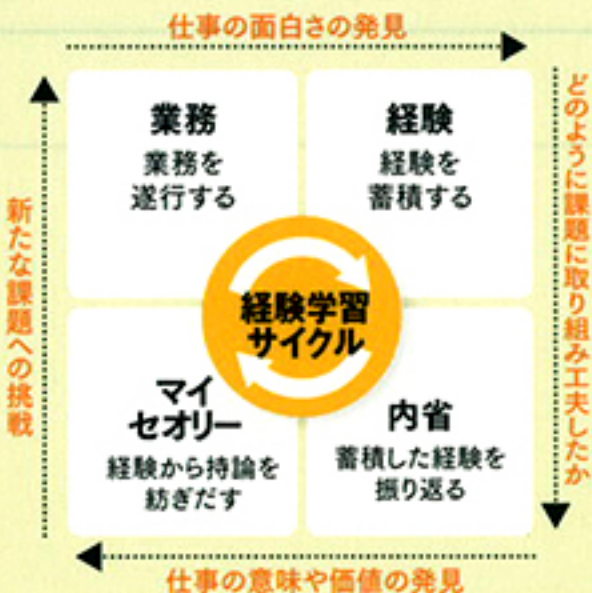 仕事の面白さの発見
業務
業務を
遂行する
経験
経験を
蓄積する
どのように課題に取り組み工夫したか
新たな課題への挑戦
経験学習
サイクル
マイ
セオリー
経験から持論を
紡ぎだす
内省
蓄積した経験を
振り返る
仕事の意味や価値の発見